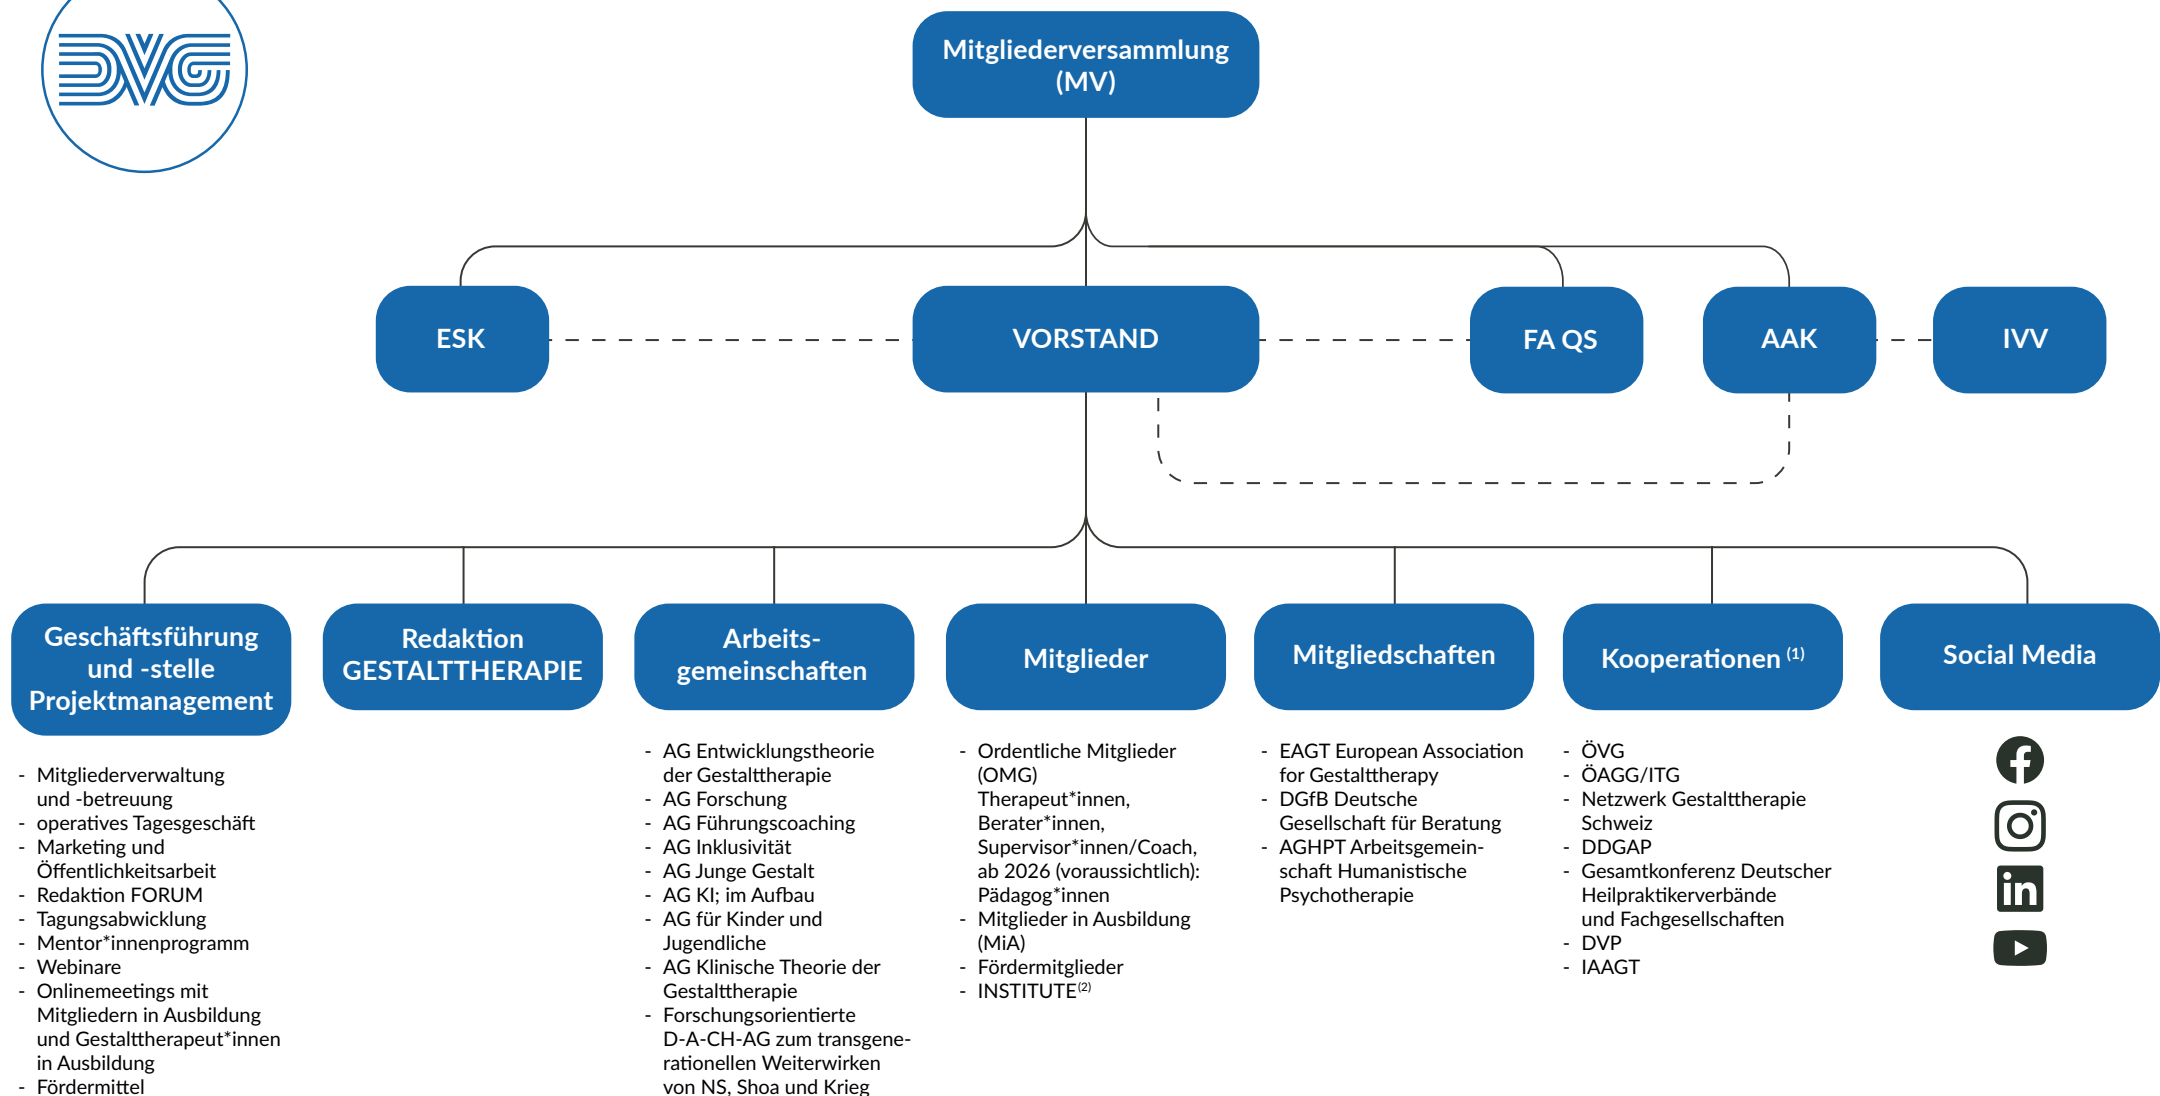 DVG
Mitgliederversammlung
(MV)
ESK
VORSTAND
FA QS
AAK
IVV
Geschäftsführung
und -stelle
Projektmanagement
Redaktion
GESTALTTHERAPIE
Arbeits-
gemeinschaften
Mitglieder
Mitgliedschaften
Kooperationen (1)
Social Media
- Mitgliederverwaltung
und -betreuung
- operatives Tagesgeschäft
- Marketing und
Öffentlichkeitsarbeit
- Redaktion FORUM
- Tagungsabwicklung
- Mentor*innenprogramm
- Webinare
- Onlinemeetings mit
Mitgliedern in Ausbildung
und Gestalttherapeut*innen
in Ausbildung
- Fördermittel
- AG Entwicklungstheorie
der Gestalttherapie
- AG Forschung
- AG Führungscoaching
- AG Inklusivität
- AG Junge Gestalt
- AG KI; im Aufbau
- AG für Kinder und
Jugendliche
- AG Klinische Theorie der
Gestalttherapie
- Forschungsorientierte
D-A-CH-AG zum transgene-
rationellen Weiterwirken
von NS, Shoa und Krieg
- Ordentliche Mitglieder
(OMG)
Therapeut*innen,
Berater*innen,
Supervisor*innen/Coach,
ab 2026 (voraussichtlich):
Pädagog*innen
- Mitglieder in Ausbildung
(MiA)
- Fördermitglieder
- INSTITUTE(2)
- EAGT European Association
for Gestalttherapy
- DGfB Deutsche
Gesellschaft für Beratung
- AGHPT Arbeitsgemein-
schaft Humanistische
Psychotherapie
- ÖVG
- ÖAGG/ITG
- Netzwerk Gestalttherapie
Schweiz
- DDGAP
- Gesamtkonferenz Deutscher
Heilpraktikerverbände
und Fachgesellschaften
- DVP
- IAAGT